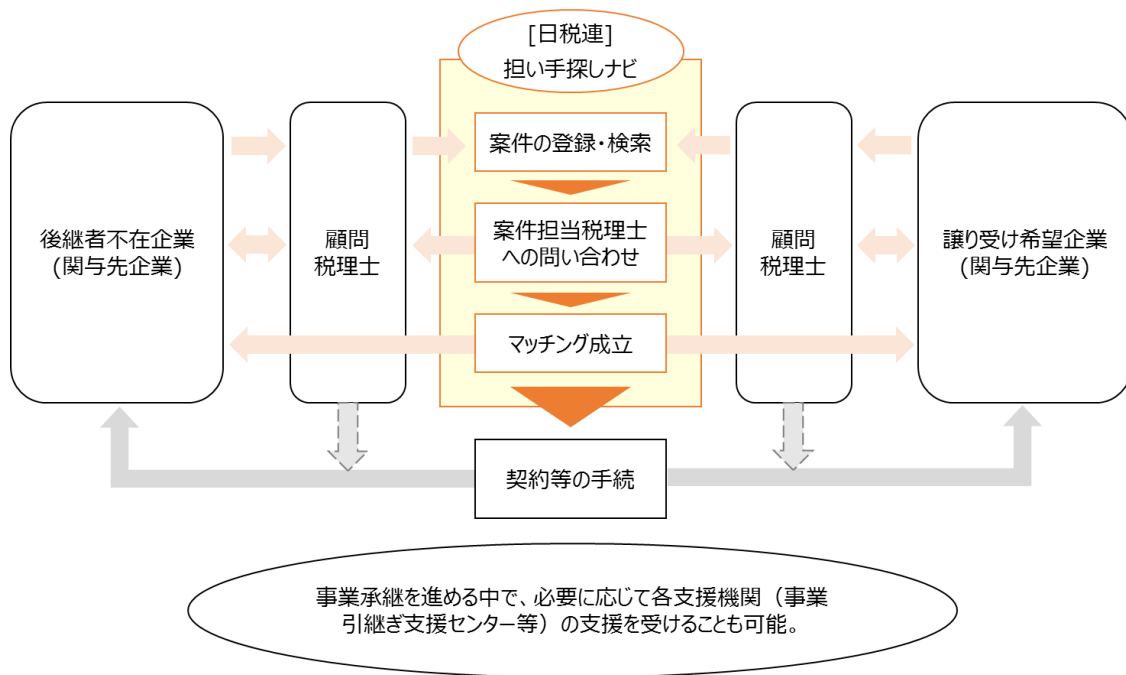 [日税連]
担い手探しナビ
案件の登録・検索
後継者不在企業
(関与先企業)
顧問
税理士
案件担当税理士
への問い合わせ
顧問
税理士
譲り受け希望企業
(関与先企業)
マッチング成立
契約等の手続
事業承継を進める中で、必要に応じて各支援機関（事業
引継ぎ支援センター等）の支援を受けることも可能。